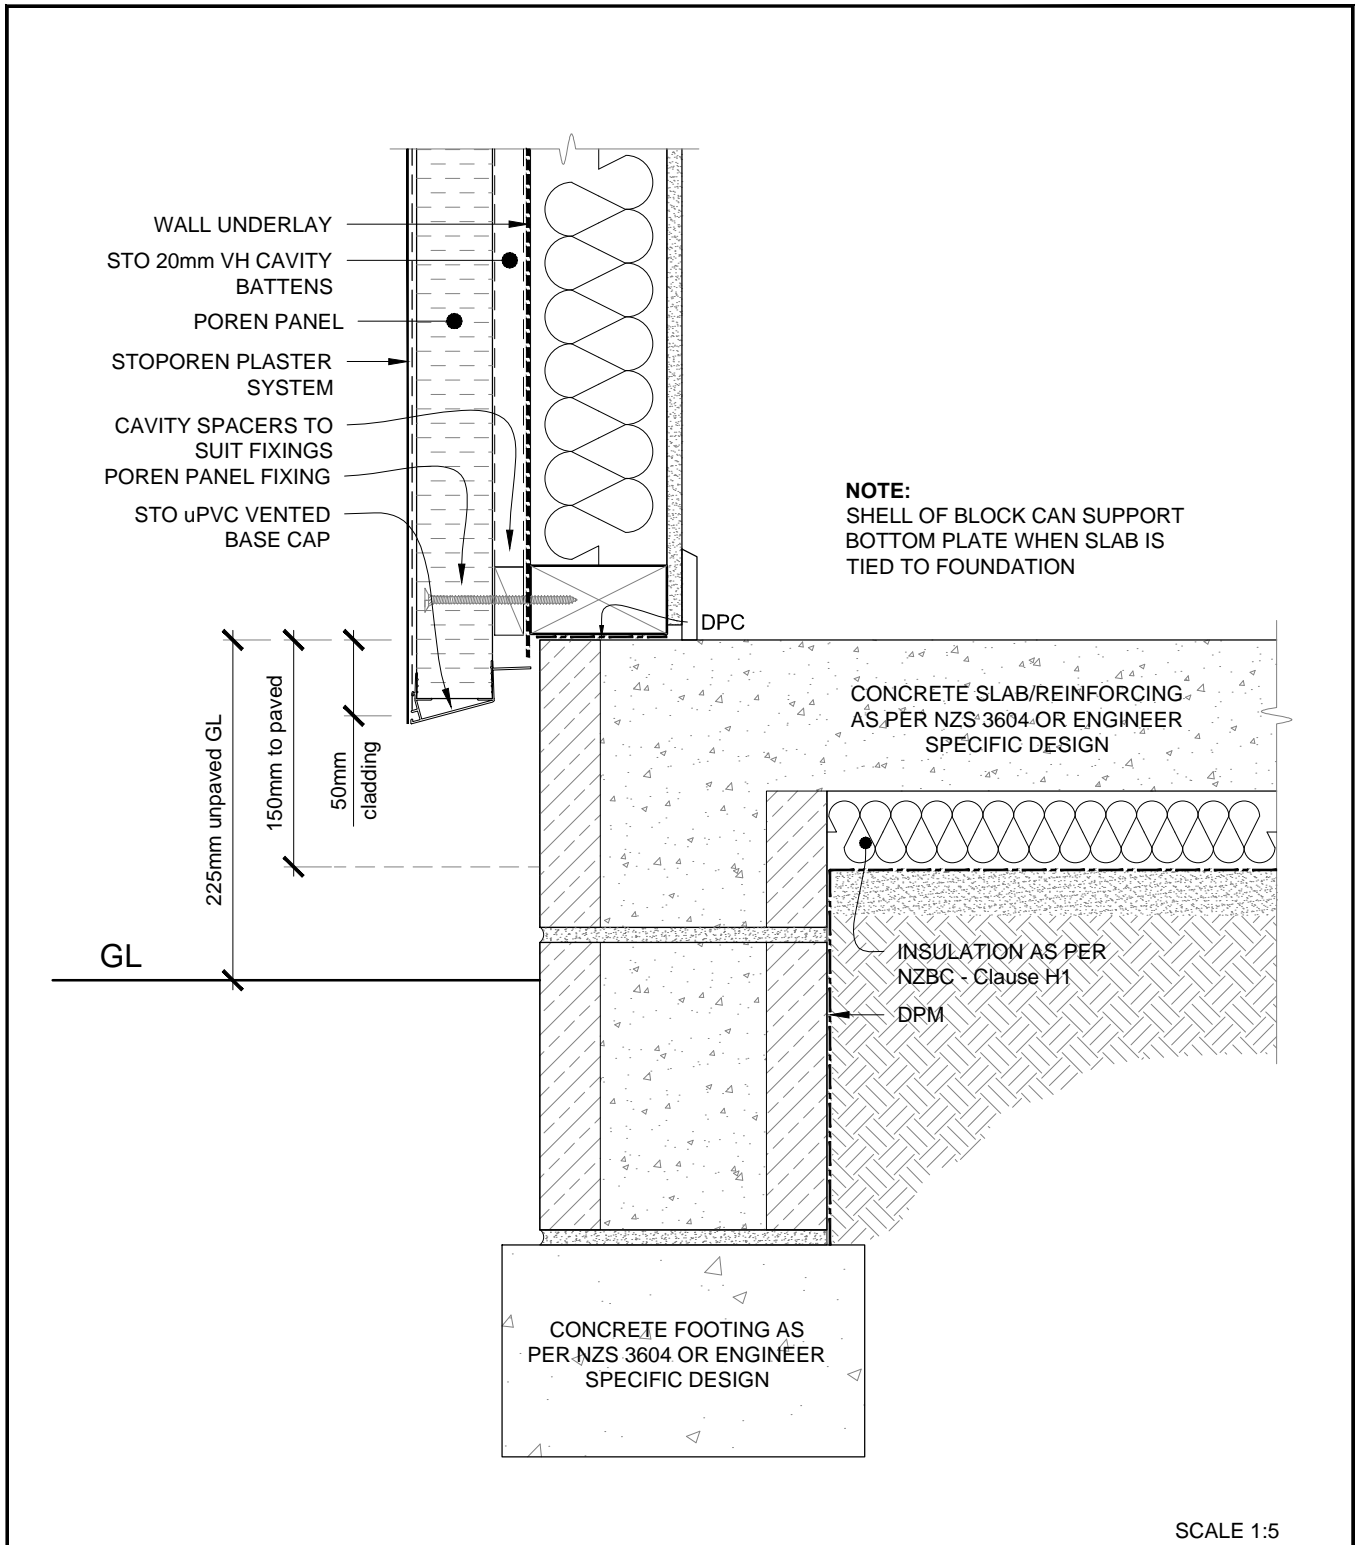 WALL UNDERLAY
STO 20mm VH CAVITY
BATTENS
POREN PANEL
STOPOREN PLASTER
SYSTEM
CAVITY SPACERS TO
SUIT FIXINGS
POREN PANEL FIXING
STO uPVC VENTED
BASE CAP
NOTE:
SHELL OF BLOCK CAN SUPPORT
BOTTOM PLATE WHEN SLAB IS
TIED TO FOUNDATION
DPC
CONCRETE SLAB/REINFORCING
AS PER NZS 3604 OR ENGINEER
SPECIFIC DESIGN
225mm unpaved GL
150mm to paved
50mm
cladding
GL
INSULATION AS PER
NZBC - Clause H1
DPM
CONCRETE FOOTING AS
PER NZS 3604 OR ENGINEER
SPECIFIC DESIGN
SCALE 1:5